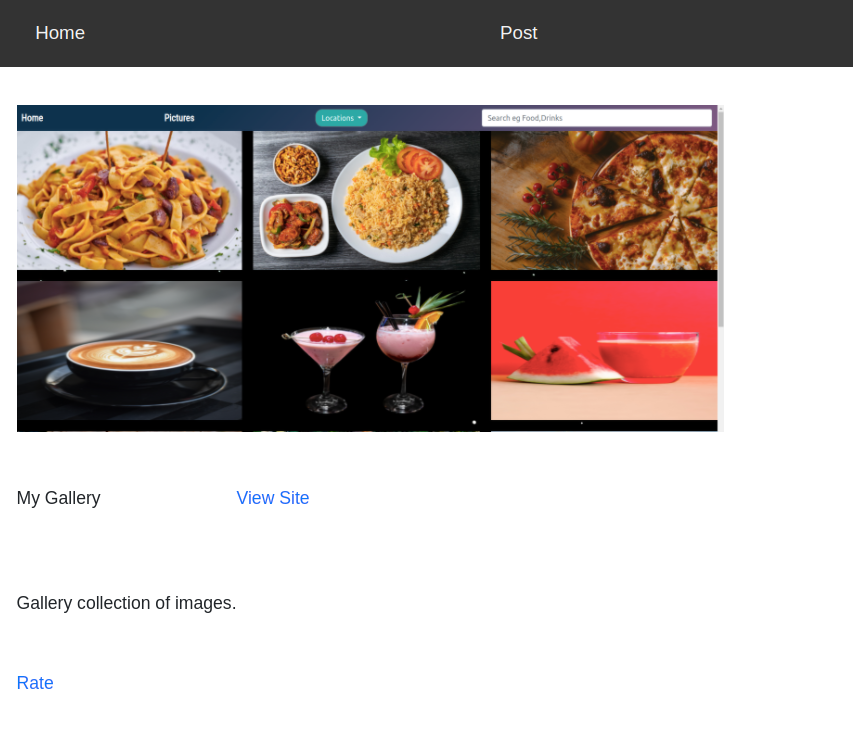 Home Post
Home Pictures Locations Search eg Food,Drinks
My Gallery View Site
Gallery collection of images.
Rate